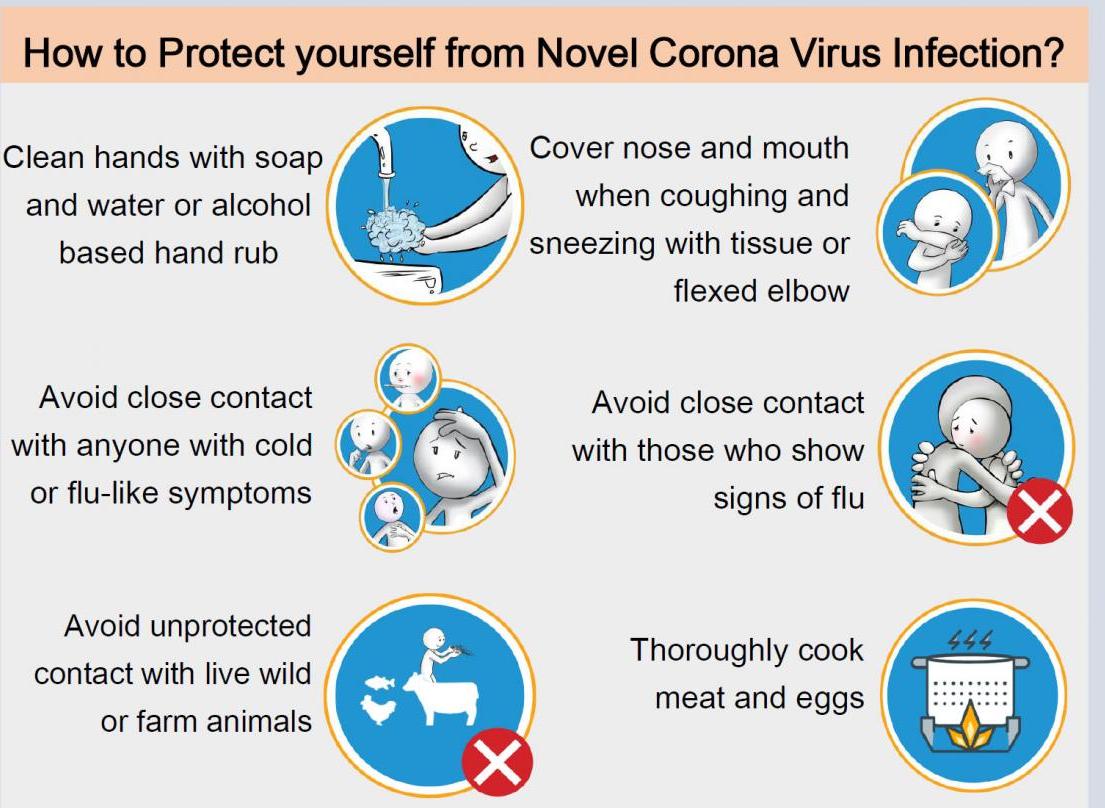 How to Protect yourself from Novel Corona Virus Infection?
Clean hands with soap
and water or alcohol
based hand rub
Cover nose and mouth
when coughing and
sneezing with tissue or
flexed elbow
Avoid close contact
with anyone with cold
or flu-like symptoms
Avoid close contact
with those who show
signs of flu
Avoid unprotected
contact with live wild
or farm animals
Thoroughly cook
meat and eggs